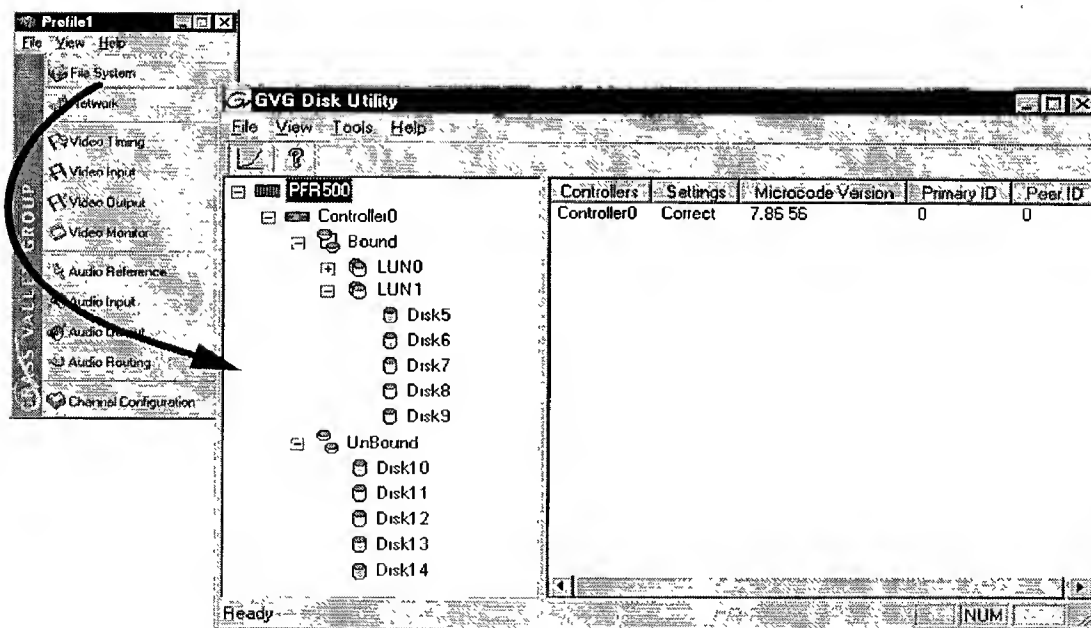 Profile1
File View Help
File System
Network
Video Timing
Video Input
Video Output
Video Monitor
Audio Reference
Audio Input
Audio Output
Audio Routing
Channel Configuration
GRASS VALLEY GROUP
GVG Disk Utility
File View Tools Help
PFR500
Controller0
Bound
LUN0
LUN1
Disk5
Disk6
Disk7
Disk8
Disk9
UnBound
Disk10
Disk11
Disk12
Disk13
Disk14
Controllers Settings Microcode Version Primary ID Peer ID
Controller0 Correct 7.86 56 0 0
Ready
NUM